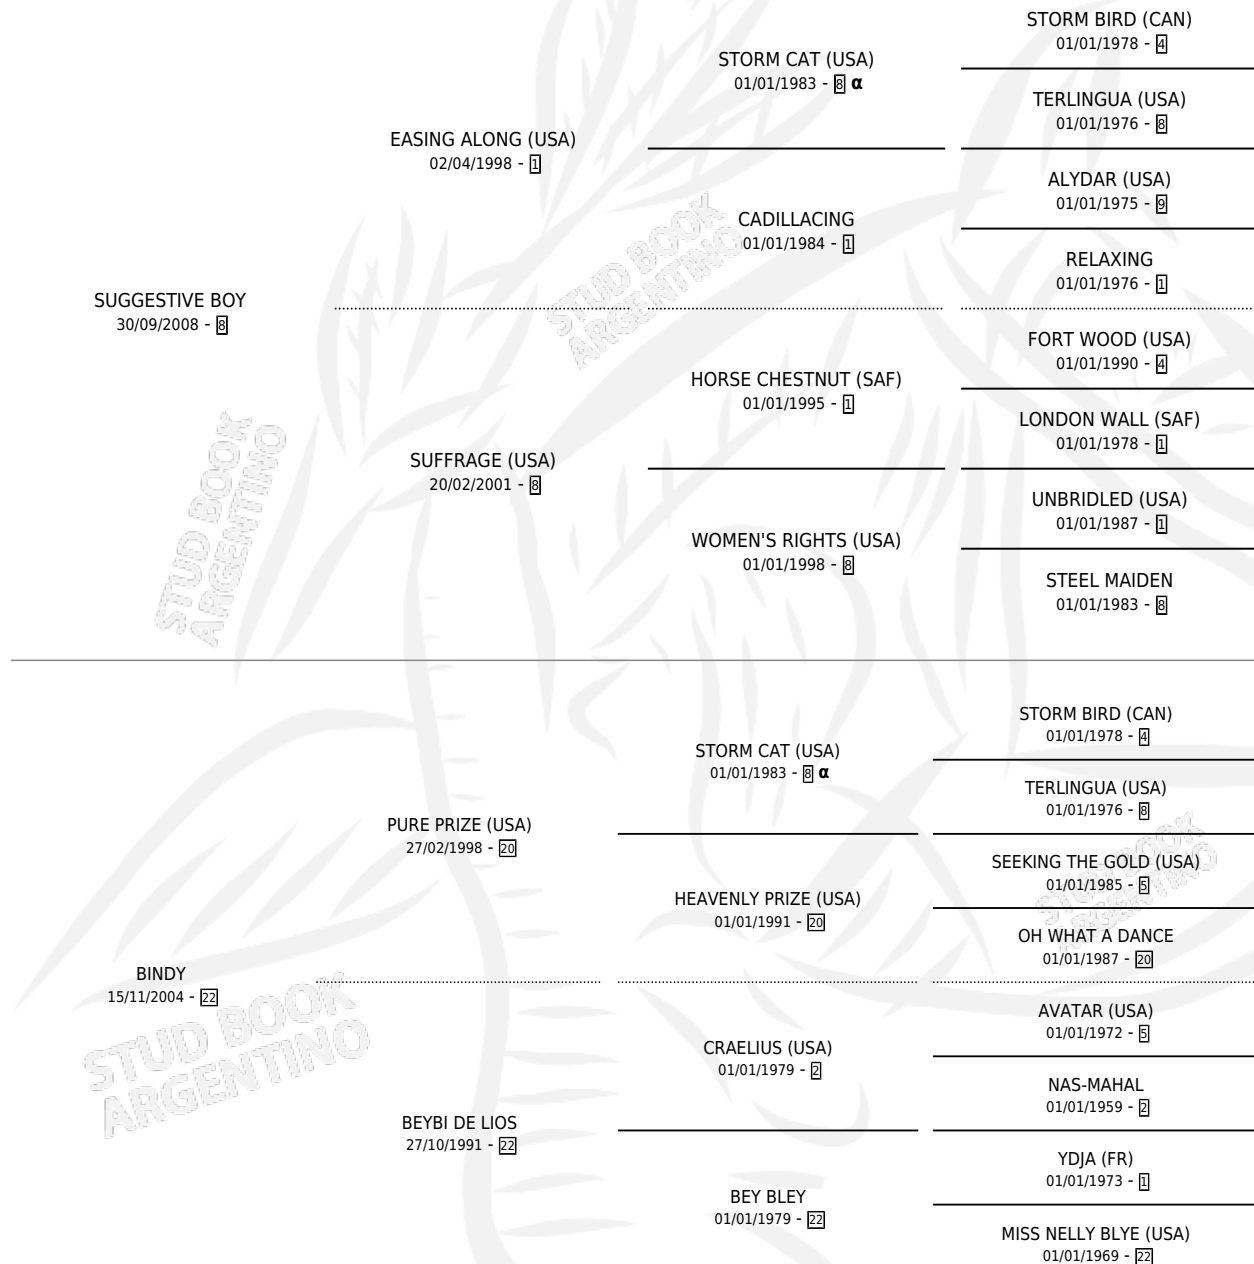 STORM BIRD (CAN)
01/01/1978 - 4
STORM CAT (USA)
01/01/1983 - 8 α
TERLINGUA (USA)
01/01/1976 - 8
EASING ALONG (USA)
02/04/1998 - 1
ALYDAR (USA)
01/01/1975 - 9
CADILLACING
01/01/1984 - 1
RELAXING
01/01/1976 - 1
SUGGESTIVE BOY
30/09/2008 - 8
STUD BOOK
ARGENTINO
FORT WOOD (USA)
01/01/1990 - 4
HORSE CHESTNUT (SAF)
01/01/1995 - 1
LONDON WALL (SAF)
01/01/1978 - 1
SUFFRAGE (USA)
20/02/2001 - 8
UNBRIDLED (USA)
01/01/1987 - 1
WOMEN'S RIGHTS (USA)
01/01/1998 - 8
STEEL MAIDEN
01/01/1983 - 8
STUD BOOK
ARGENTINO
STORM BIRD (CAN)
01/01/1978 - 4
STORM CAT (USA)
01/01/1983 - 8 α
TERLINGUA (USA)
01/01/1976 - 8
PURE PRIZE (USA)
27/02/1998 - 20
SEEKING THE GOLD (USA)
01/01/1985 - 5
STUD BOOK
ARGENTINO
HEAVENLY PRIZE (USA)
01/01/1991 - 20
OH WHAT A DANCE
01/01/1987 - 20
BINDY
15/11/2004 - 22
STUD BOOK
ARGENTINO
AVATAR (USA)
01/01/1972 - 5
CRAELIUS (USA)
01/01/1979 - 2
NAS-MAHAL
01/01/1959 - 2
BEYBI DE LIOS
27/10/1991 - 22
YDJA (FR)
01/01/1973 - 1
BEY BLEY
01/01/1979 - 22
MISS NELLY BLYE (USA)
01/01/1969 - 22